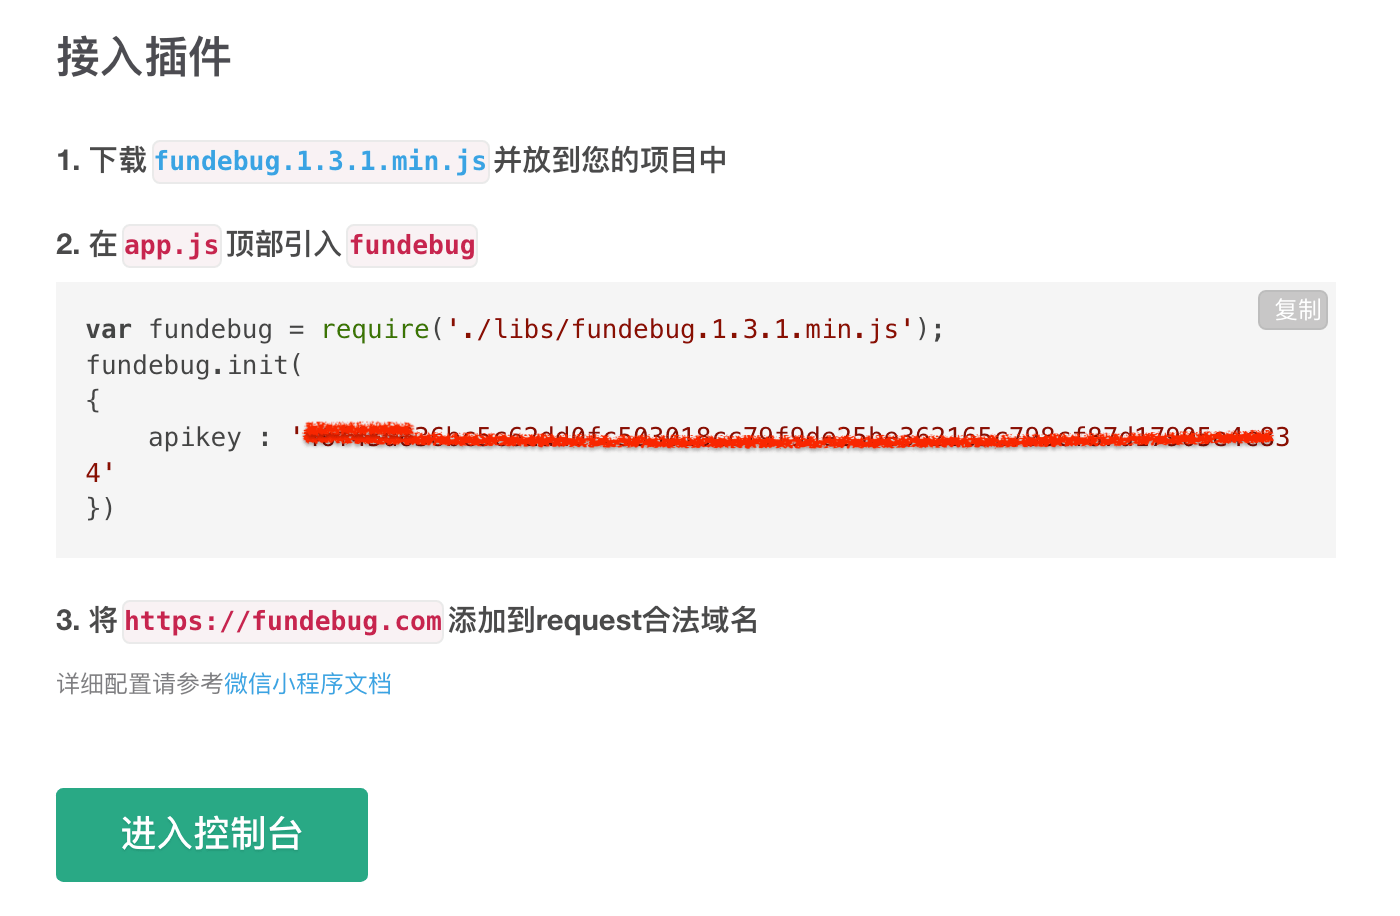 接入插件
1. 下载 fundebug.1.3.1.min.js 并放到您的项目中
2. 在 app.js 顶部引入 fundebug
复制
var fundebug = require('./libs/fundebug.1.3.1.min.js');
fundebug.init(
{
apikey : '
4'
})
3. 将 https://fundebug.com 添加到request合法域名
详细配置请参考微信小程序文档
进入控制台